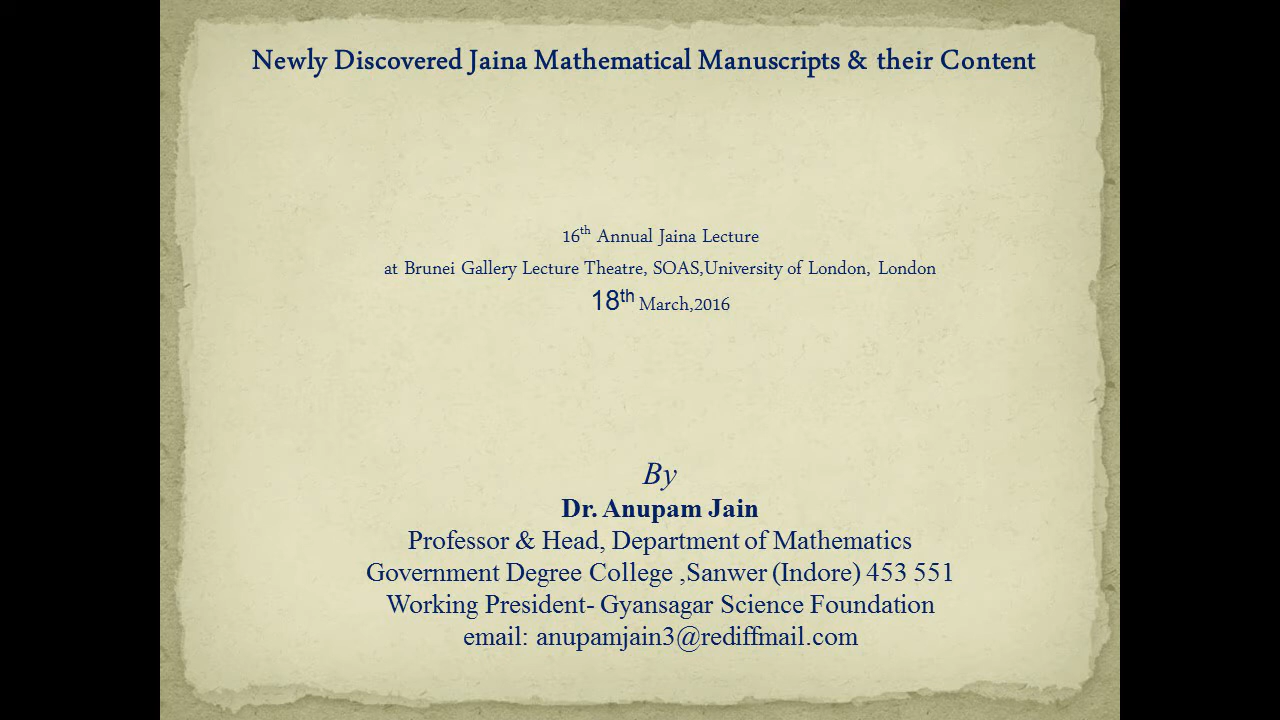 Newly Discovered Jaina Mathematical Manuscripts & their Content
16th Annual Jaina Lecture
at Brunei Gallery Lecture Theatre, SOAS,University of London, London
18th March,2016
By
Dr. Anupam Jain
Professor & Head, Department of Mathematics
Government Degree College ,Sanwer (Indore) 453 551
Working President- Gyansagar Science Foundation
email: anupamjain3@rediffmail.com